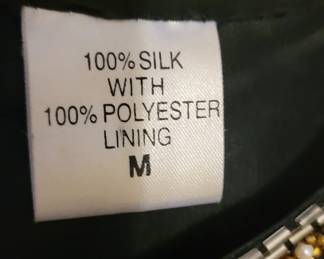 100% SILK
WITH
100% POLYESTER
LINING
M